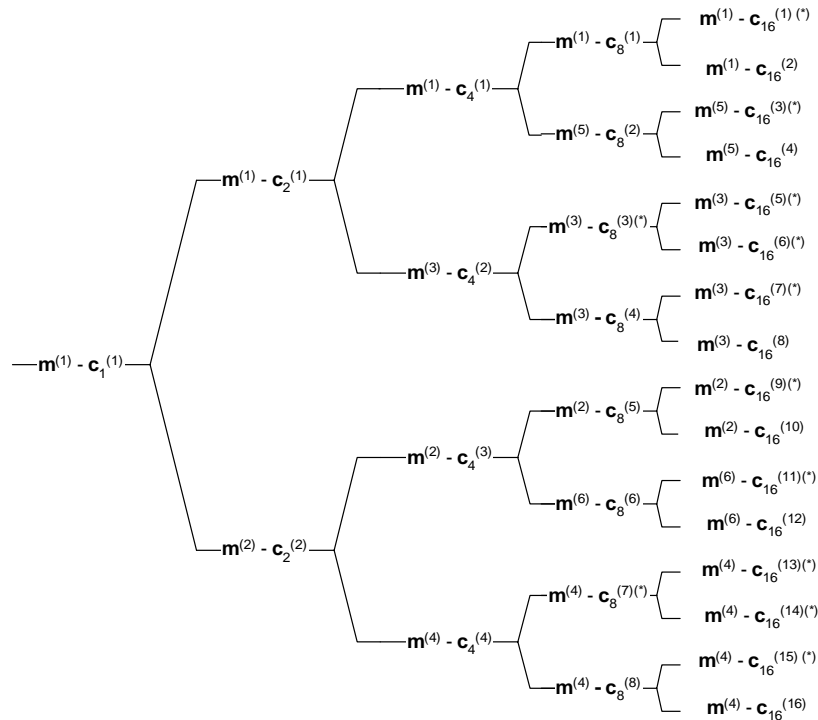 m(1) - c16(1) (*)
m(1) - c8(1)
m(1) - c16(2)
m(1) - c4(1)
m(5) - c16(3)(*)
m(5) - c8(2)
m(5) - c16(4)
m(1) - c2(1)
m(3) - c16(5)(*)
m(3) - c8(3)(*)
m(3) - c16(6)(*)
m(3) - c4(2)
m(3) - c16(7)(*)
m(3) - c8(4)
m(3) - c16(8)
m(1) - c1(1)
m(2) - c16(9)(*)
m(2) - c8(5)
m(2) - c16(10)
m(2) - c4(3)
m(6) - c16(11)(*)
m(6) - c8(6)
m(6) - c16(12)
m(2) - c2(2)
m(4) - c16(13)(*)
m(4) - c8(7)(*)
m(4) - c16(14)(*)
m(4) - c4(4)
m(4) - c16(15) (*)
m(4) - c8(8)
m(4) - c16(16)